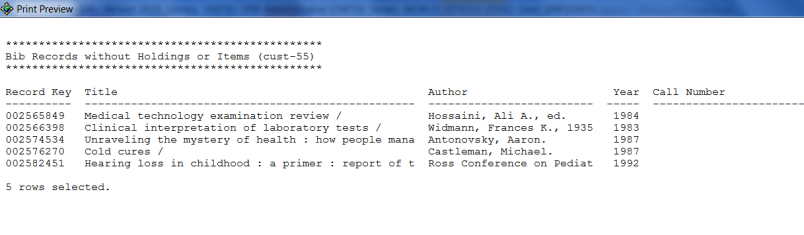 Print Preview
************************************************
Bib Records without Holdings or Items (cust-55)
************************************************
Record Key  Title                                               Author                     Year  Call Number
----------  --------------------------------------------------  -------------------------  ----  -----------------------
002565849   Medical technology examination review /             Hossaini, Ali A., ed.      1984
002566398   Clinical interpretation of laboratory tests /       Widmann, Frances K., 1935  1983
002574534   Unraveling the mystery of health : how people mana  Antonovsky, Aaron.         1987
002576270   Cold cures /                                        Castleman, Michael.        1987
002582451   Hearing loss in childhood : a primer : report of t  Ross Conference on Pediat  1992
5 rows selected.